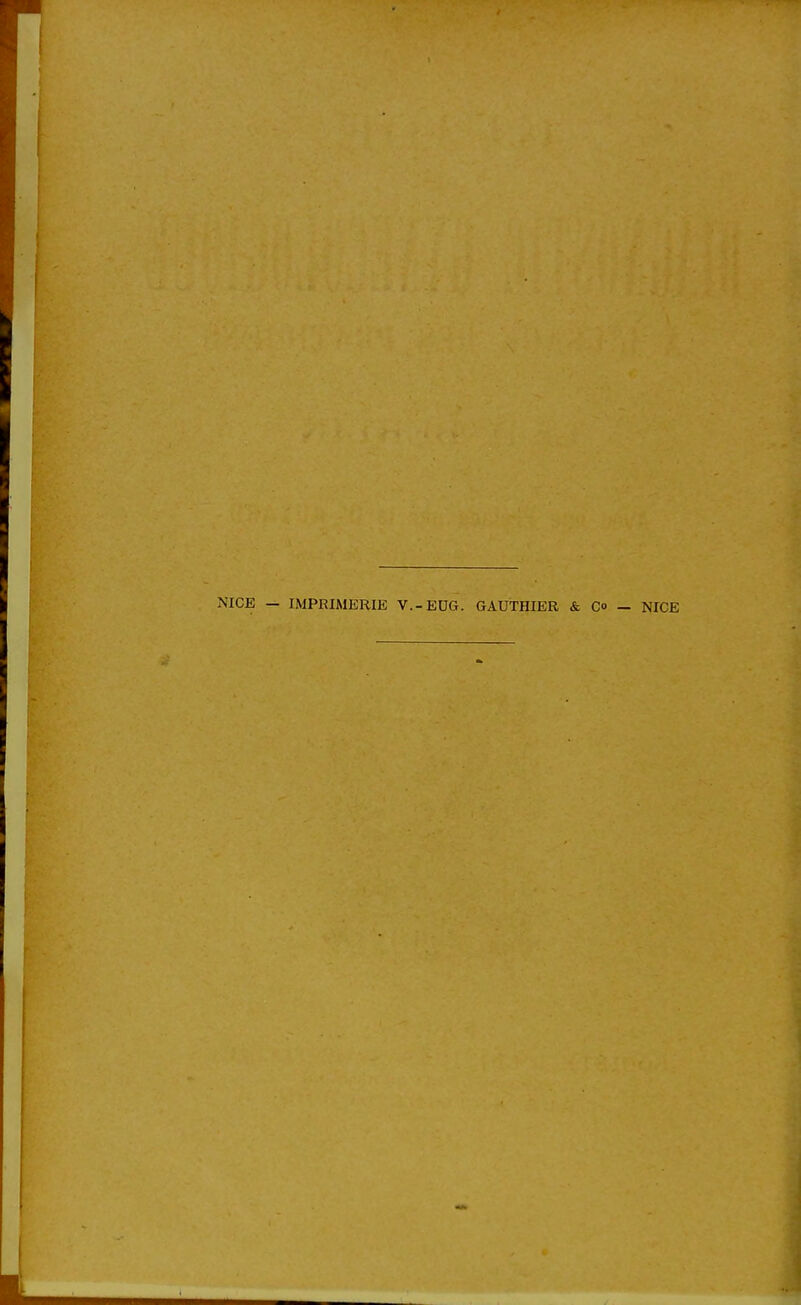 NICE — IMPRIMERIE V.-EUG. GAUTHIER & Cº — NICE